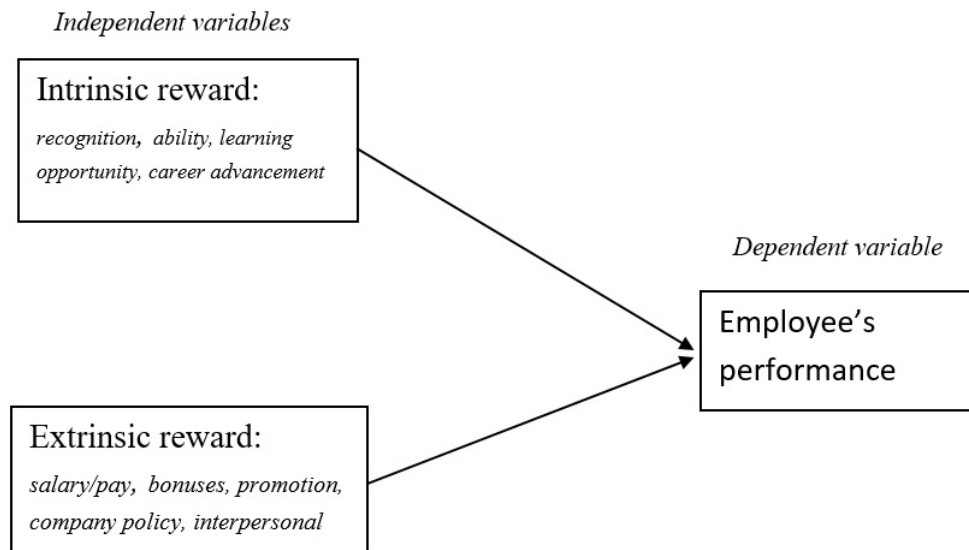 Independent variables
Intrinsic reward:
recognition, ability, learning
opportunity, career advancement
Dependent variable
Employee’s
performance
Extrinsic reward:
salary/pay, bonuses, promotion,
company policy, interpersonal